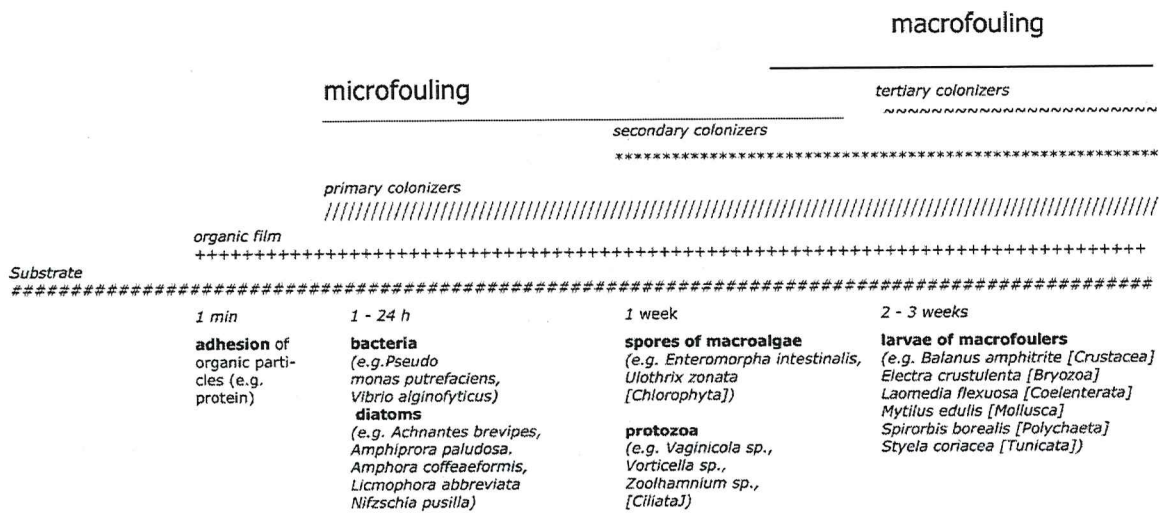 macrofouling
microfouling
tertiary colonizers
~~~~~~~~~~~~~~~~~~~~~~~
secondary colonizers
******************************************************
primary colonizers
////////////////////////////////////////////////////////////////////////////////////////////////////////////
organic film
++++++++++++++++++++++++++++++++++++++++++++++++++++++++++++++++++++++++++++++++++++++++++++
Substrate
################################################################################################
1 min
adhesion of
organic parti-
cles (e.g.
protein)
1 - 24 h
bacteria
(e.g.Pseudo
monas putrefaciens,
Vibrio alginofyticus)
diatoms
(e.g. Achnantes brevipes,
Amphiprora paludosa.
Amphora coffeaeformis,
Licmophora abbreviata
Nifzschia pusilla)
1 week
spores of macroalgae
(e.g. Enteromorpha intestinalis,
Ulothrix zonata
[Chlorophyta])
protozoa
(e.g. Vaginicola sp.,
Vorticella sp.,
Zoolhamnium sp.,
[CiliataJ)
2 - 3 weeks
larvae of macrofoulers
(e.g. Balanus amphitrite [Crustacea]
Electra crustulenta [Bryozoa]
Laomedia flexuosa [Coelenterata]
Mytilus edulis [Mollusca]
Spirorbis borealis [Polychaeta]
Styela coriacea [Tunicata])